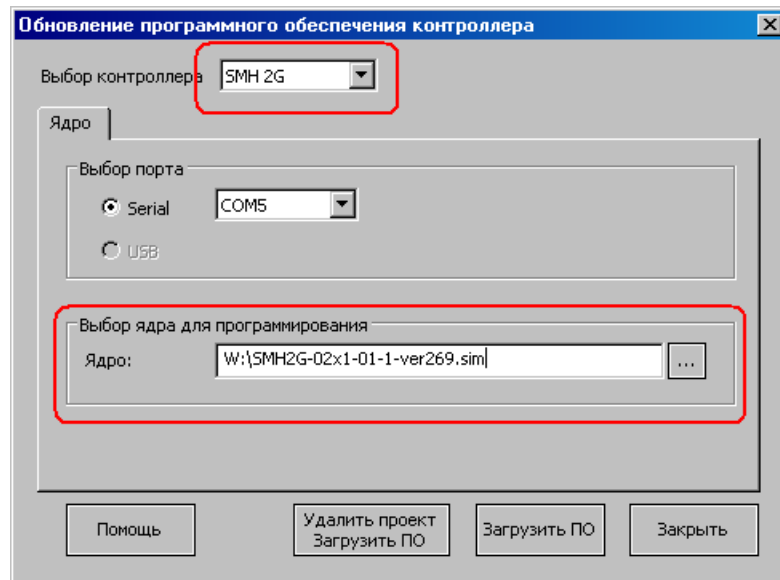 Обновление программного обеспечения контроллера
Выбор контроллера SMH 2G
Ядро
Выбор порта
Serial COM5
USB
Выбор ядра для программирования
Ядро: W:\SMH2G-02x1-01-1-ver269.sim ...
Помощь
Удалить проект
Загрузить ПО
Загрузить ПО
Закрыть